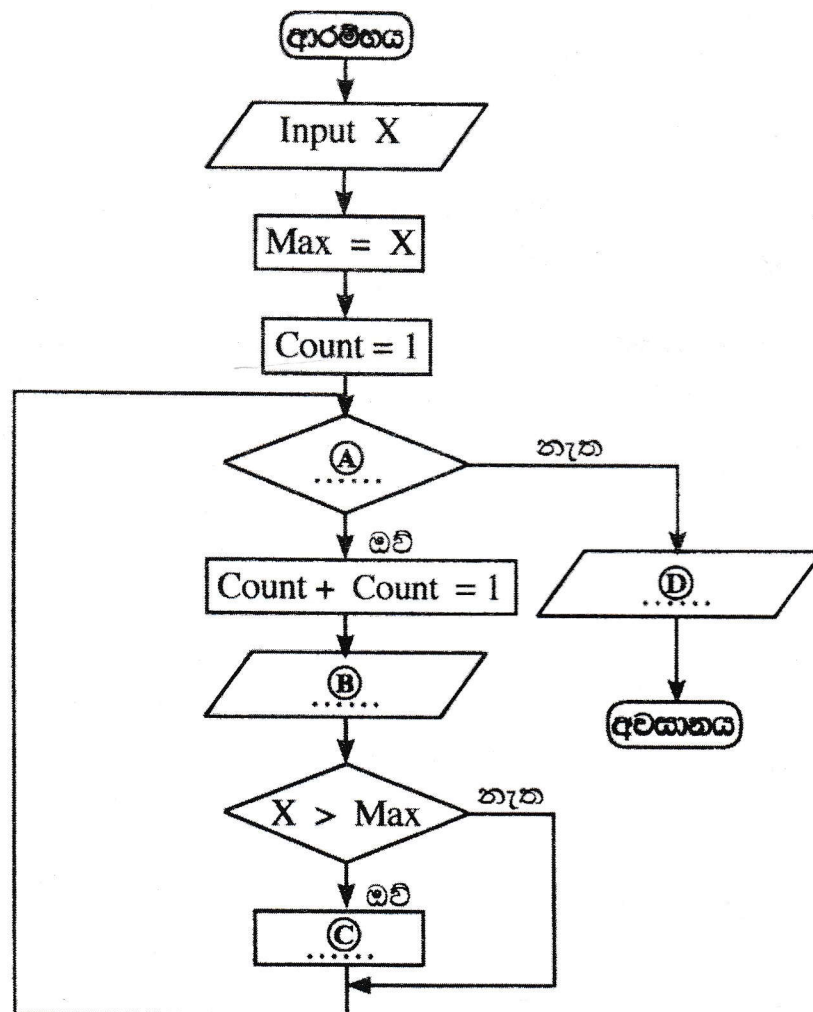 ආරම්භය
Input X
Max = X
Count = 1
A
......
නැත
ඔව්
Count + Count = 1
D
......
B
......
අවසානය
X > Max
නැත
ඔව්
C
......